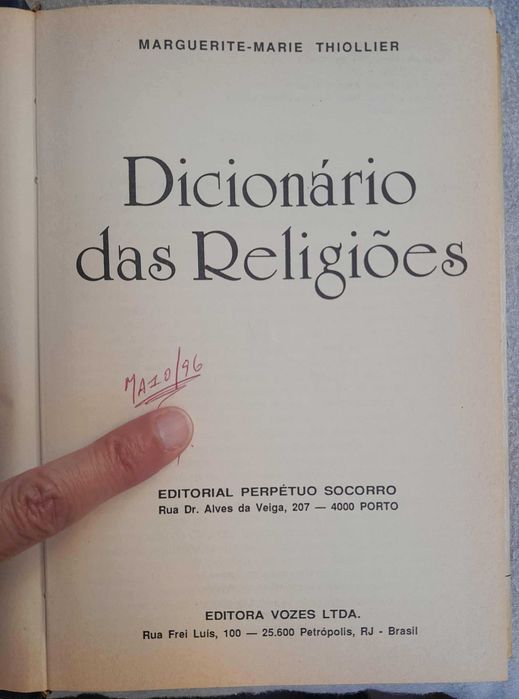 MARGUERITE-MARIE THIOLLIER
Dicionário
das Religiões
MAIO/96
EDITORIAL PERPÉTUO SOCORRO
Rua Dr. Alves da Veiga, 207 — 4000 PORTO
EDITORA VOZES LTDA.
Rua Frei Luis, 100 — 25.600 Petrópolis, RJ - Brasil